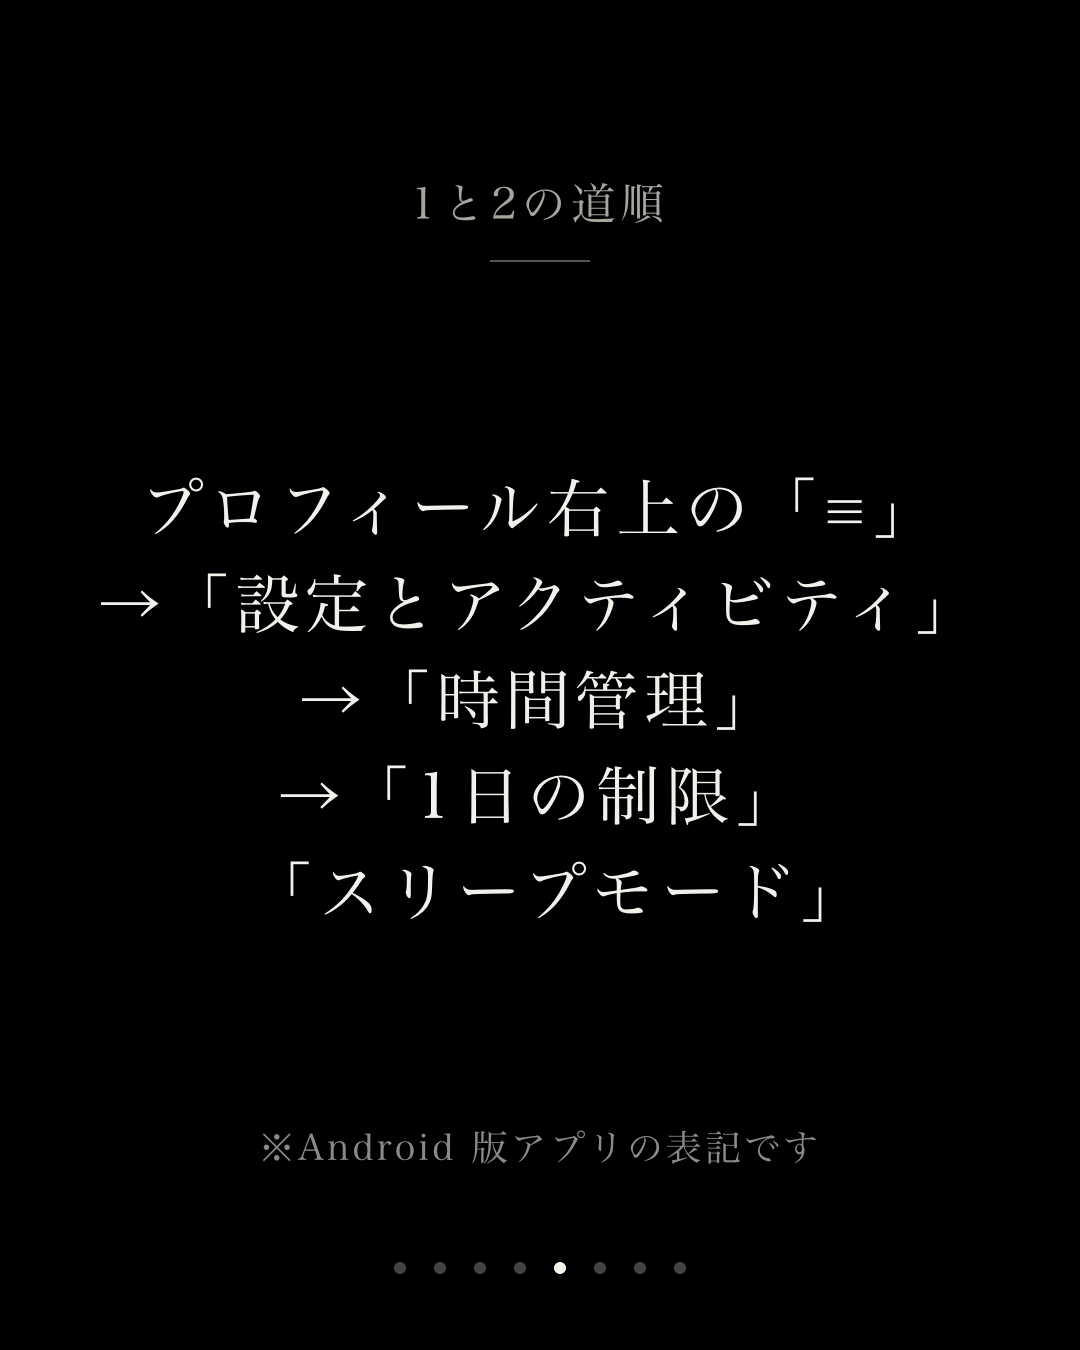 1と2の道順
プロフィール右上の「≡」
→「設定とアクティビティ」
→「時間管理」
→「1日の制限」
「スリープモード」
※Android 版アプリの表記です